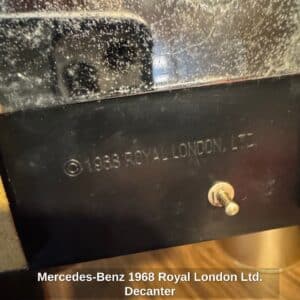 © 1968 ROYAL LONDON, LTD.
Mercedes-Benz 1968 Royal London Ltd.
Decanter